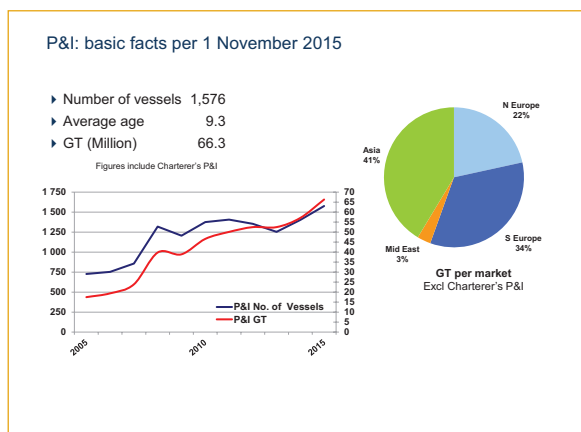 P&I: basic facts per 1 November 2015
Number of vessels 1,576
Average age 9.3
GT (Million) 66.3
Figures include Charterer's P&I
1 750
1 500
1 250
1 000
750
500
250
0
70
65
60
55
50
45
40
35
30
25
20
15
10
5
0
P&I No. of Vessels
P&I GT
2005
2010
2015
N Europe
22%
Asia
41%
Mid East
3%
S Europe
34%
GT per market
Excl Charterer's P&I